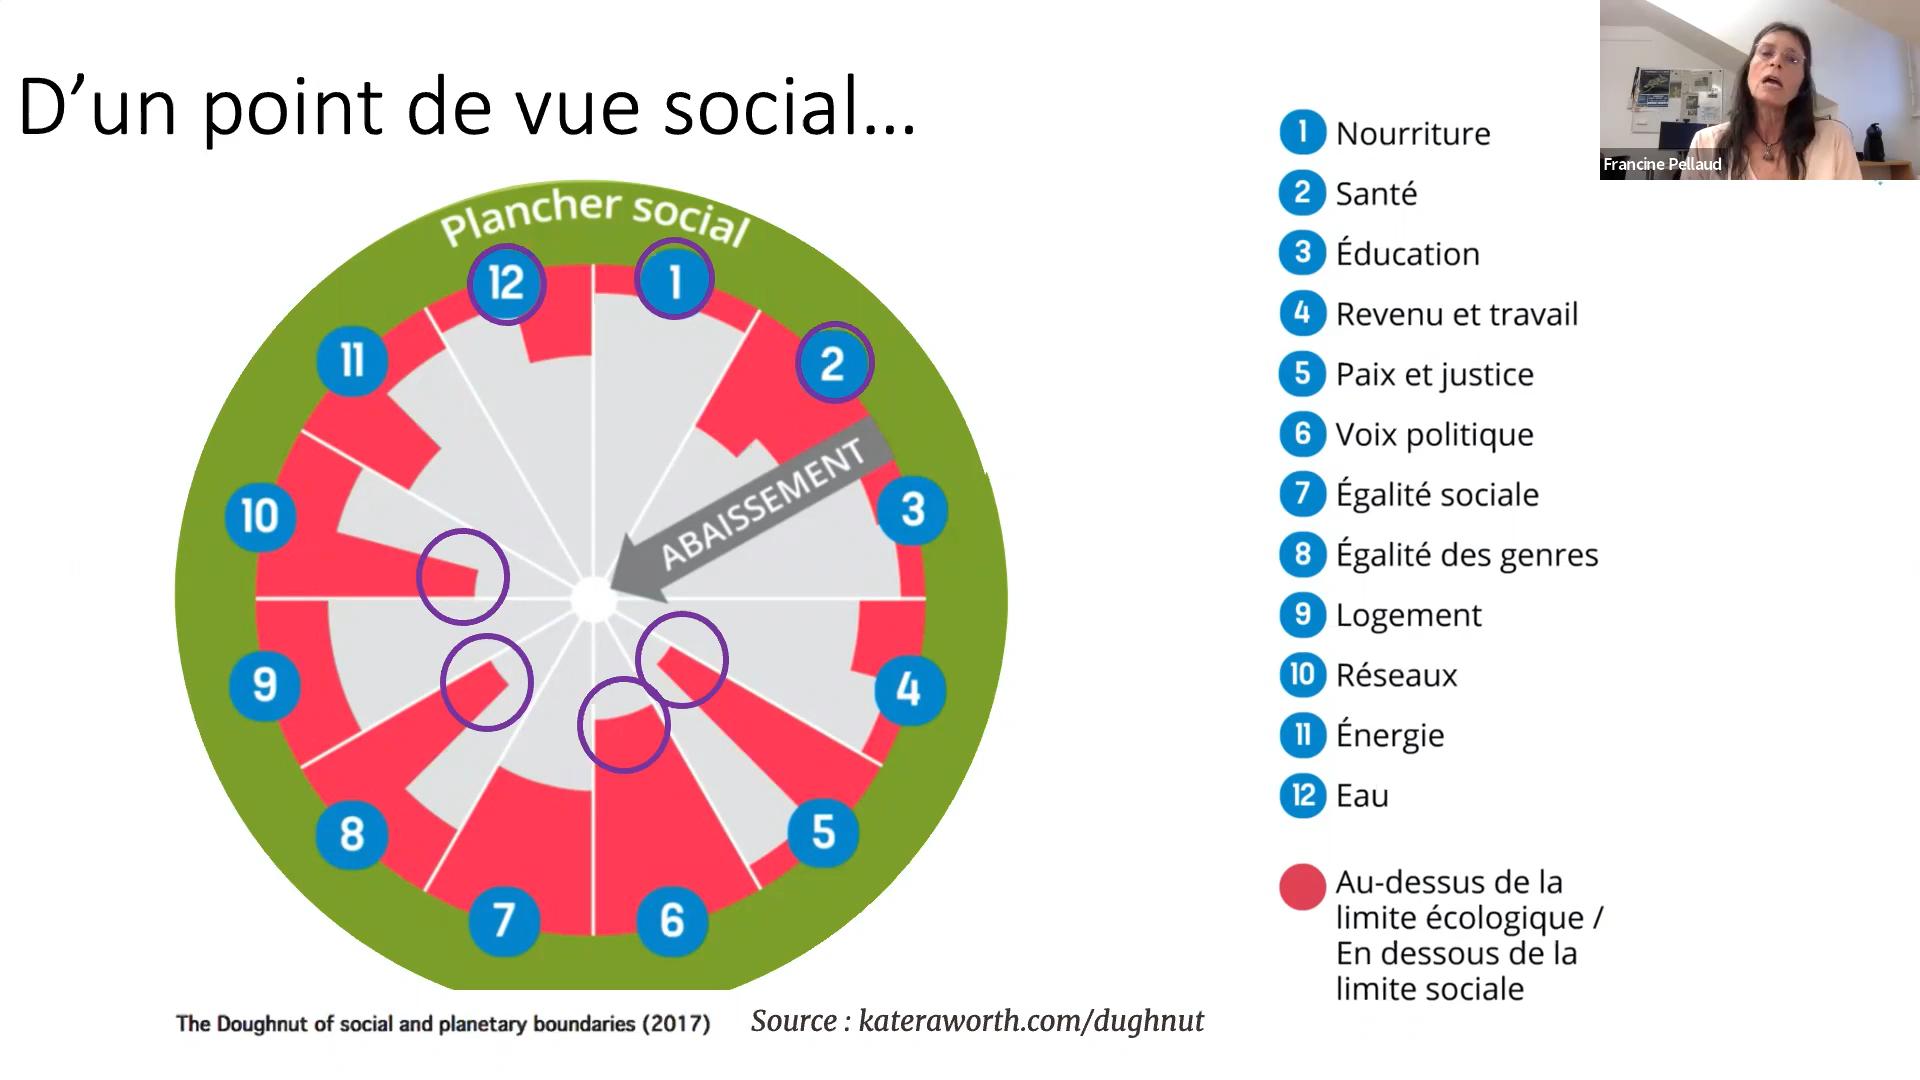 D’un point de vue social...
Francine Pellaud
Plancher social
12
1
11
2
ABAISSEMENT
10
3
9
4
8
5
7
6
1 Nourriture
2 Santé
3 Éducation
4 Revenu et travail
5 Paix et justice
6 Voix politique
7 Égalité sociale
8 Égalité des genres
9 Logement
10 Réseaux
11 Énergie
12 Eau
Au-dessus de la
limite écologique /
En dessous de la
limite sociale
The Doughnut of social and planetary boundaries (2017)
Source : kateraworth.com/dughnut